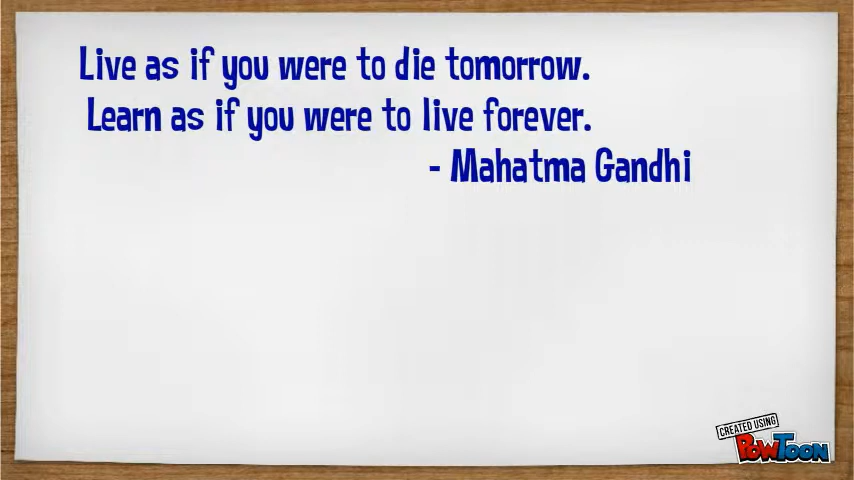 Live as if you were to die tomorrow.
Learn as if you were to live forever.
- Mahatma Gandhi
CREATED USING
POWTOON